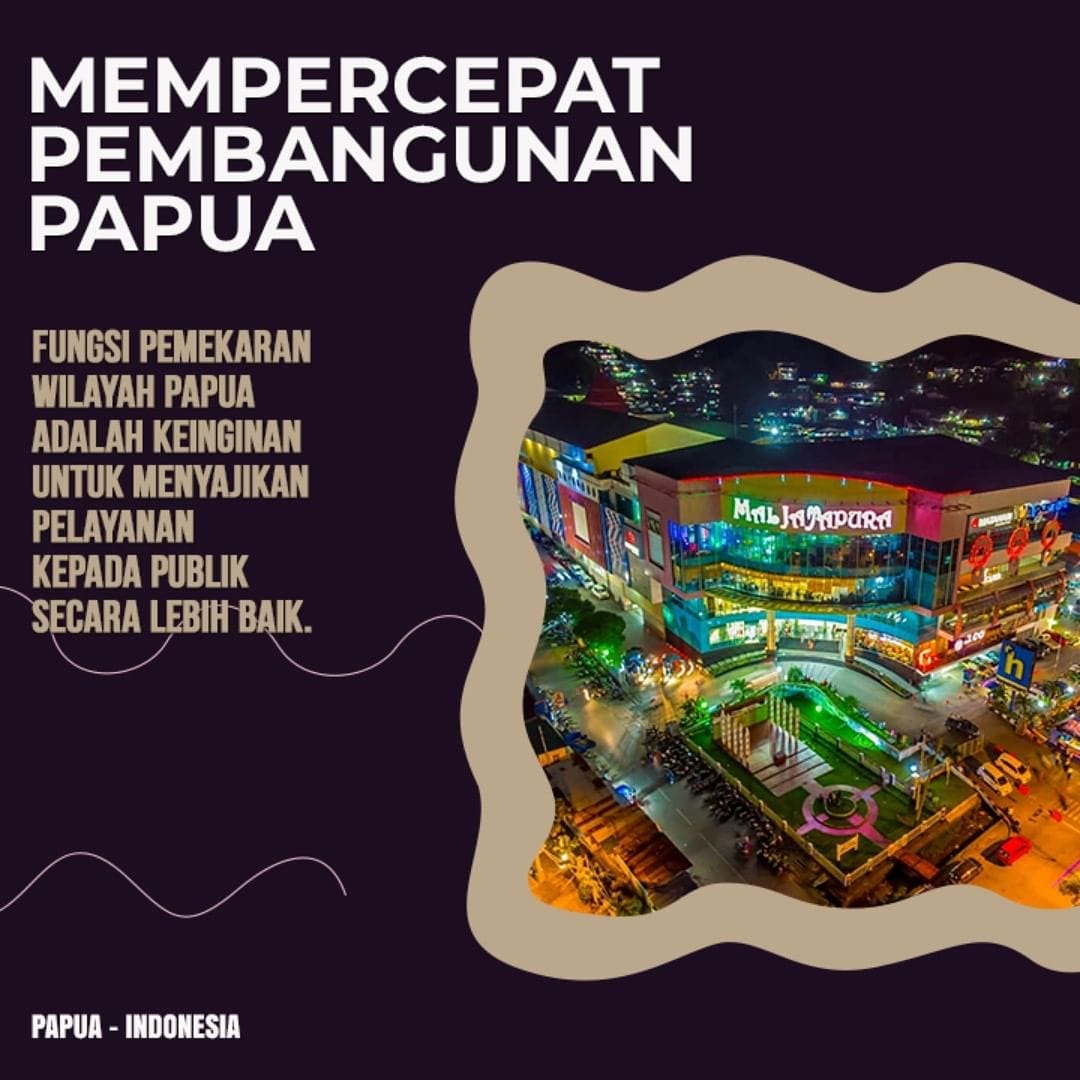 MEMPERCEPAT
PEMBANGUNAN
PAPUA
FUNGSI PEMEKARAN
WILAYAH PAPUA
ADALAH KEINGINAN
UNTUK MENYAJIKAN
PELAYANAN
KEPADA PUBLIK
SECARA LEBIH BAIK.
MAL JAYAPURA
J.CO
h
PAPUA - INDONESIA